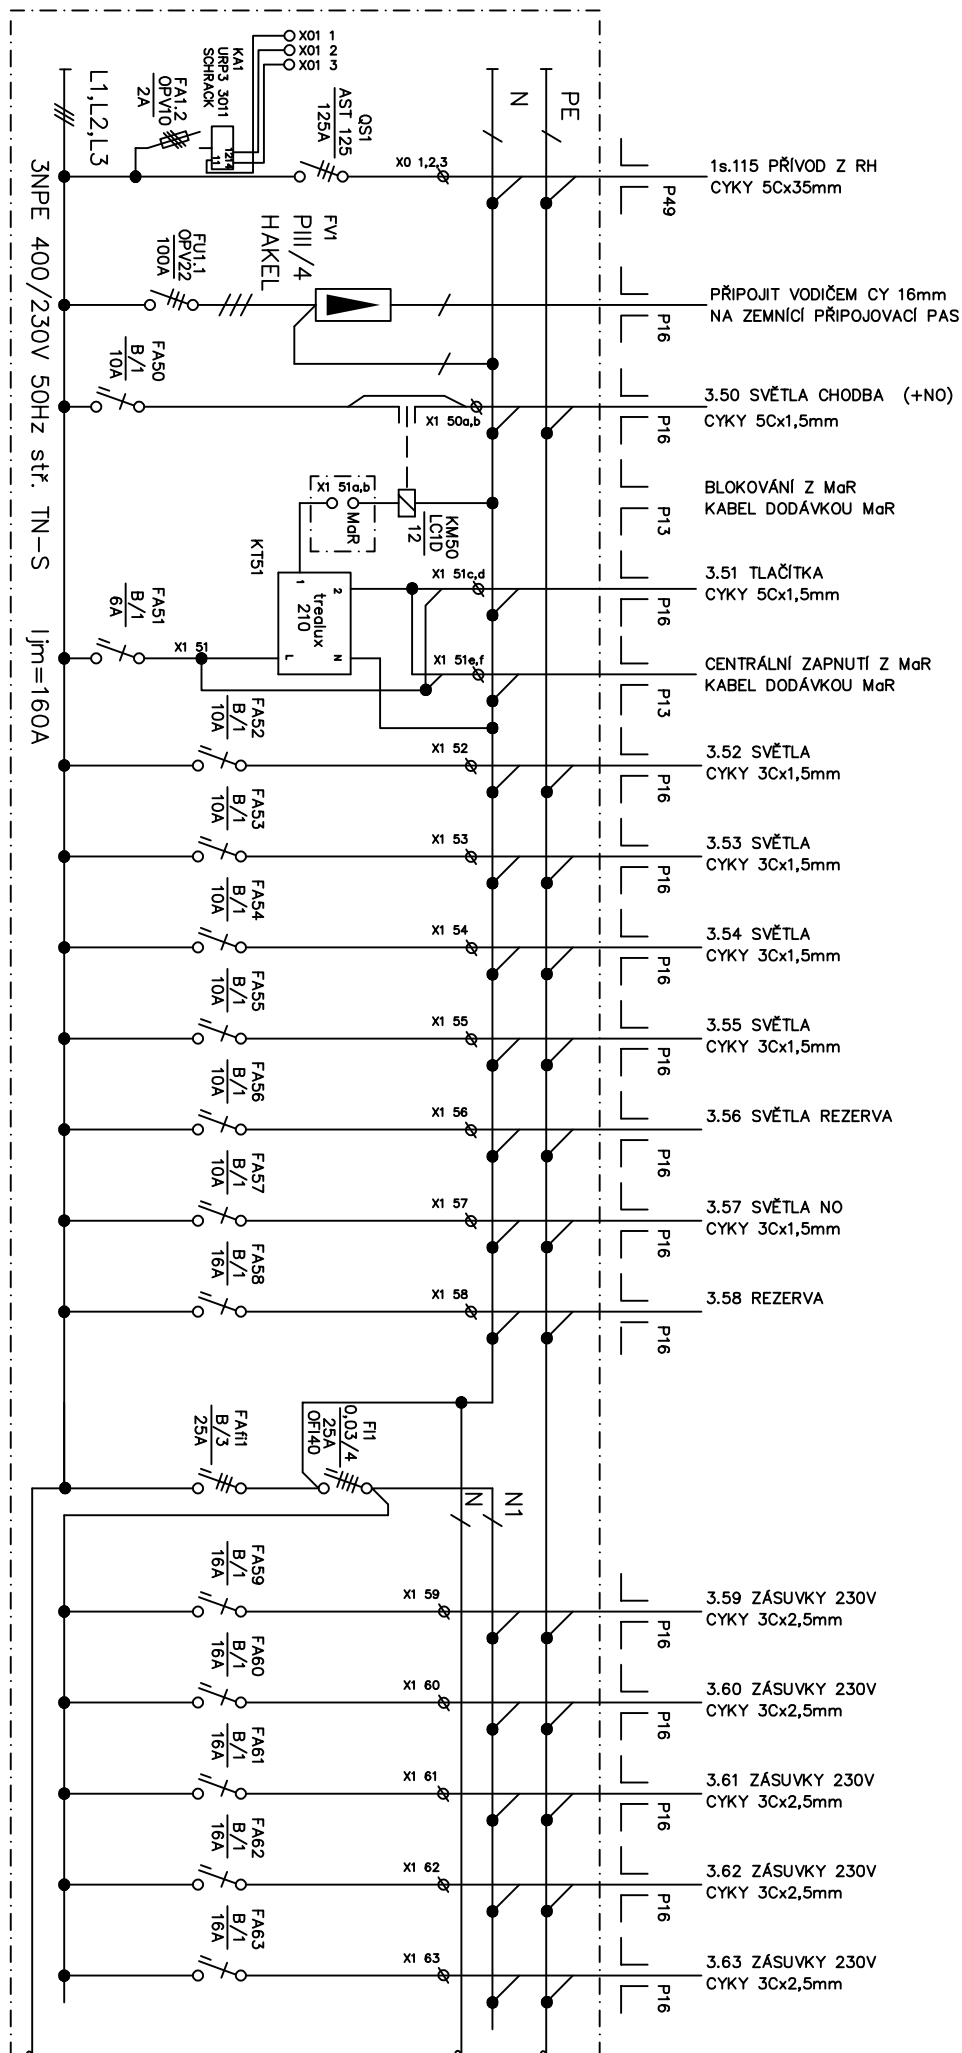 X01 1
X01 2
X01 3
KA1
URP3 3011
SCHRACK
1214
11
FA1.2
OPV10
2A
L1,L2,L3
3NPE 400/230V 50Hz stř. TN-S Ijm=160A
QS1
AST 125
125A
X0 1,2,3
N
PE
1s.115 PŘÍVOD Z RH
CYKY 5Cx35mm
P49
FU1.1
OPV22
100A
FV1
PIII/4
HAKEL
PŘIPOJIT VODIČEM CY 16mm
NA ZEMNÍCÍ PŘIPOJOVACÍ PAS
P16
FA50
B/1
10A
X1 50a,b
3.50 SVĚTLA CHODBA (+NO)
CYKY 5Cx1,5mm
P16
X1 51a,b
MaR
KM50
LC1D
12
BLOKOVÁNÍ Z MaR
KABEL DODÁVKOU MaR
P13
KT51
1
2
trealux
210
L
N
X1 51c,d
3.51 TLAČÍTKA
CYKY 5Cx1,5mm
P16
FA51
B/1
6A
X1 51
X1 51e,f
CENTRÁLNÍ ZAPNUTÍ Z MaR
KABEL DODÁVKOU MaR
P13
FA52
B/1
10A
X1 52
3.52 SVĚTLA
CYKY 3Cx1,5mm
P16
FA53
B/1
10A
X1 53
3.53 SVĚTLA
CYKY 3Cx1,5mm
P16
FA54
B/1
10A
X1 54
3.54 SVĚTLA
CYKY 3Cx1,5mm
P16
FA55
B/1
10A
X1 55
3.55 SVĚTLA
CYKY 3Cx1,5mm
P16
FA56
B/1
10A
X1 56
3.56 SVĚTLA REZERVA
P16
FA57
B/1
10A
X1 57
3.57 SVĚTLA NO
CYKY 3Cx1,5mm
P16
FA58
B/1
16A
X1 58
3.58 REZERVA
P16
FAfi1
B/3
25A
FI1
0,03/4
25A
OFI40
N
N1
FA59
B/1
16A
X1 59
3.59 ZÁSUVKY 230V
CYKY 3Cx2,5mm
P16
FA60
B/1
16A
X1 60
3.60 ZÁSUVKY 230V
CYKY 3Cx2,5mm
P16
FA61
B/1
16A
X1 61
3.61 ZÁSUVKY 230V
CYKY 3Cx2,5mm
P16
FA62
B/1
16A
X1 62
3.62 ZÁSUVKY 230V
CYKY 3Cx2,5mm
P16
FA63
B/1
16A
X1 63
3.63 ZÁSUVKY 230V
CYKY 3Cx2,5mm
P16